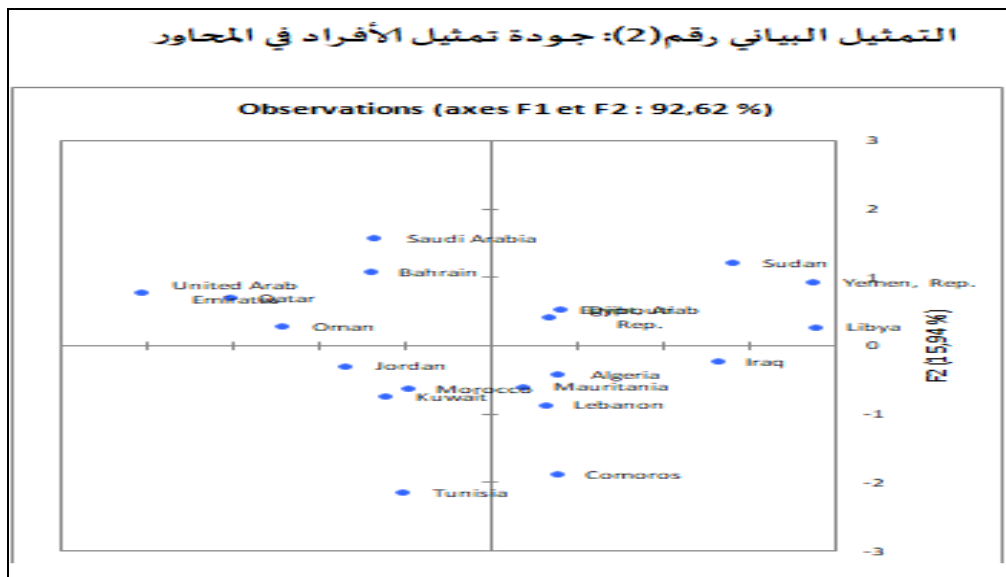 التمثيل البياني رقم(2): جودة تمثيل الأفراد في المحاور
Observations (axes F1 et F2 : 92,62 %)
3
2
Saudi Arabia
Sudan
Bahrain
1
Yemen, Rep.
United Arab
Emirates
Qatar
Arab
Rep.
Oman
Libya
0
F2 (15,94 %)
Iraq
Jordan
Algeria
Morocco
Mauritania
Kuwait
Lebanon
-1
Comoros
-2
Tunisia
-3